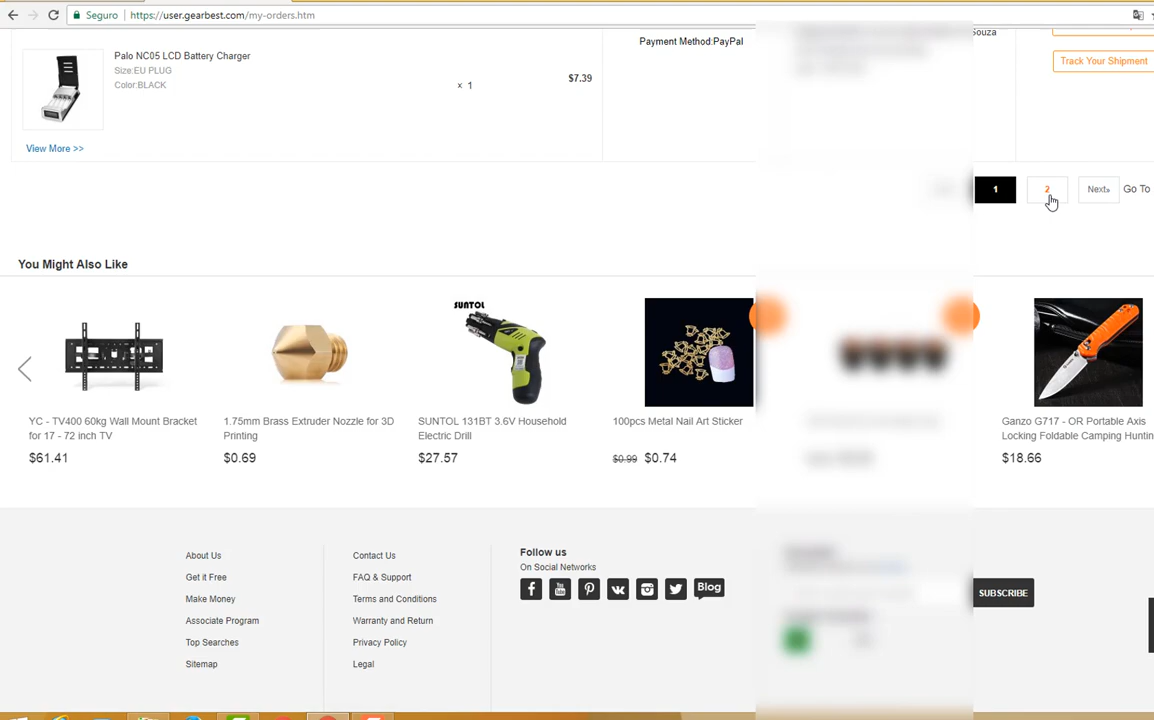 Seguro
https://user.gearbest.com/my-orders.htm
Palo NC05 LCD Battery Charger
Size:EU PLUG
Color:BLACK
× 1
$7.39
View More >>
Payment Method:PayPal
Souza
Track Your Shipment
1
2
Next»
Go To
You Might Also Like
SUNTOL
YC - TV400 60kg Wall Mount Bracket
for 17 - 72 inch TV
$61.41
1.75mm Brass Extruder Nozzle for 3D
Printing
$0.69
SUNTOL 131BT 3.6V Household
Electric Drill
$27.57
100pcs Metal Nail Art Sticker
$0.99 $0.74
Ganzo G717 - OR Portable Axis
Locking Foldable Camping Huntin
$18.66
About Us
Get it Free
Make Money
Associate Program
Top Searches
Sitemap
Contact Us
FAQ & Support
Terms and Conditions
Warranty and Return
Privacy Policy
Legal
Follow us
On Social Networks
Blog
SUBSCRIBE